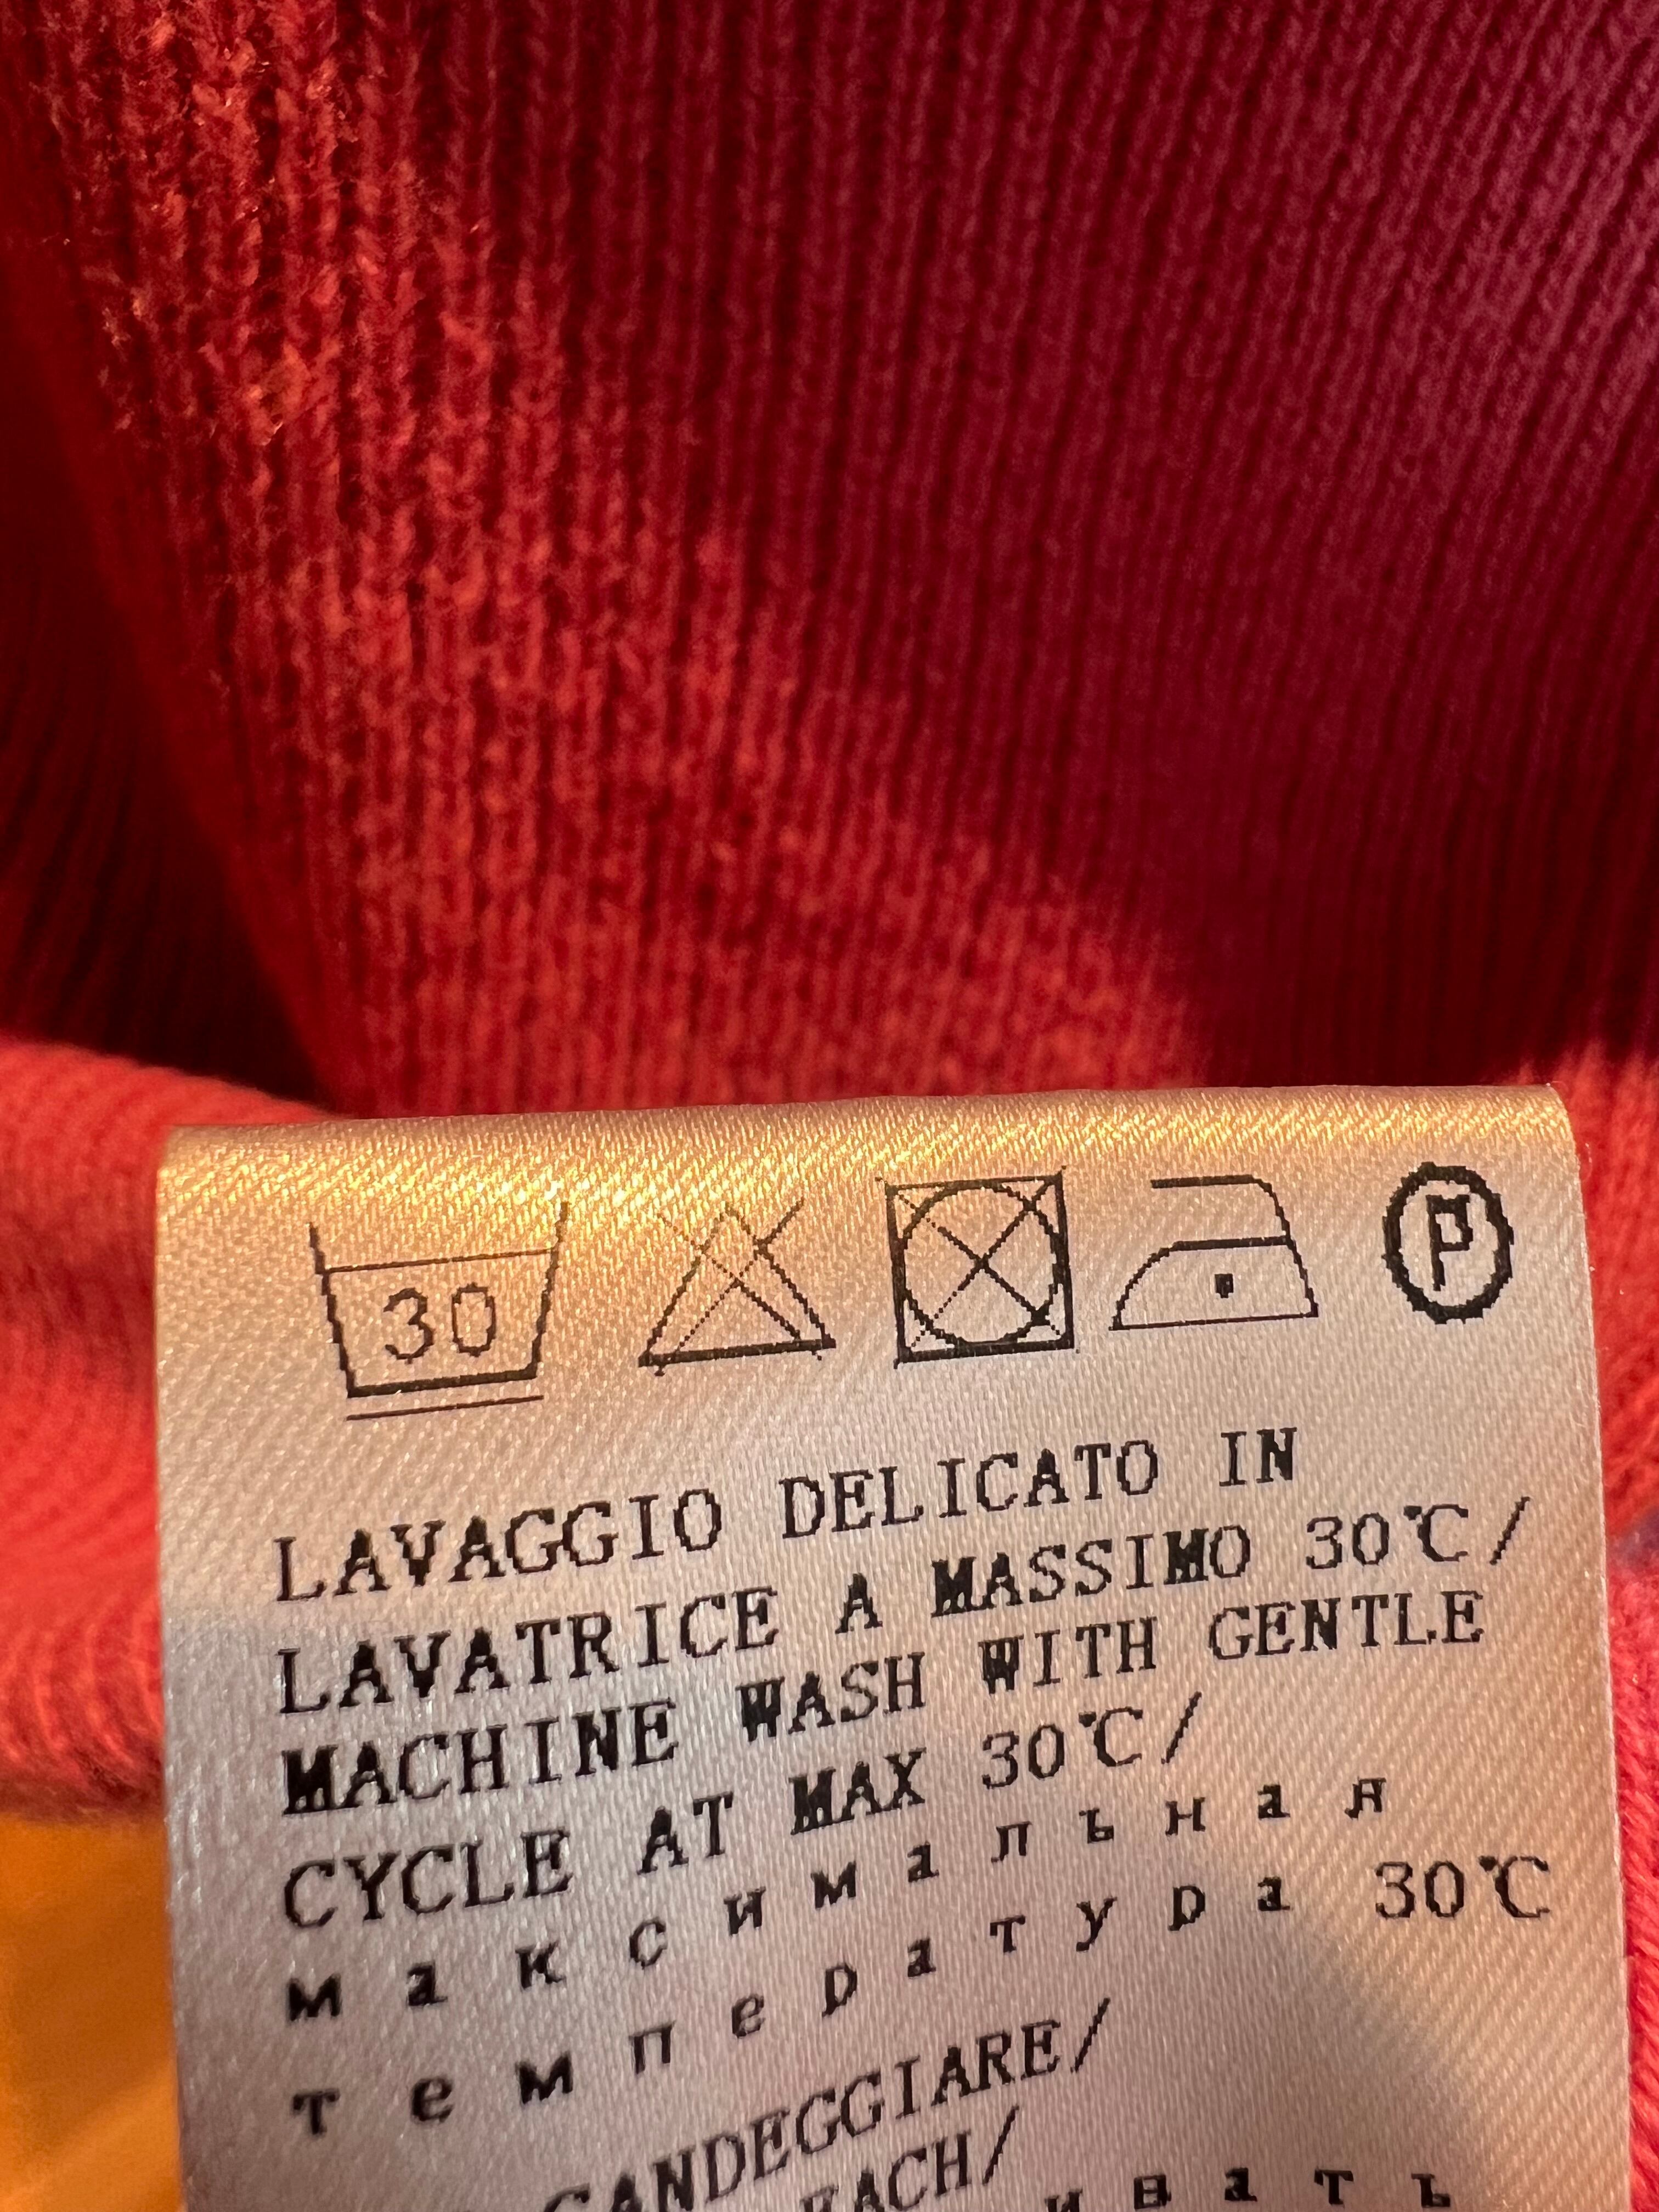 30
P
LAVAGGIO DELICATO IN
LAVATRICE A MASSIMO 30℃/
MACHINE WASH WITH GENTLE
CYCLE AT MAX 30℃/
максимальная
температура 30℃
CANDEGGIARE/